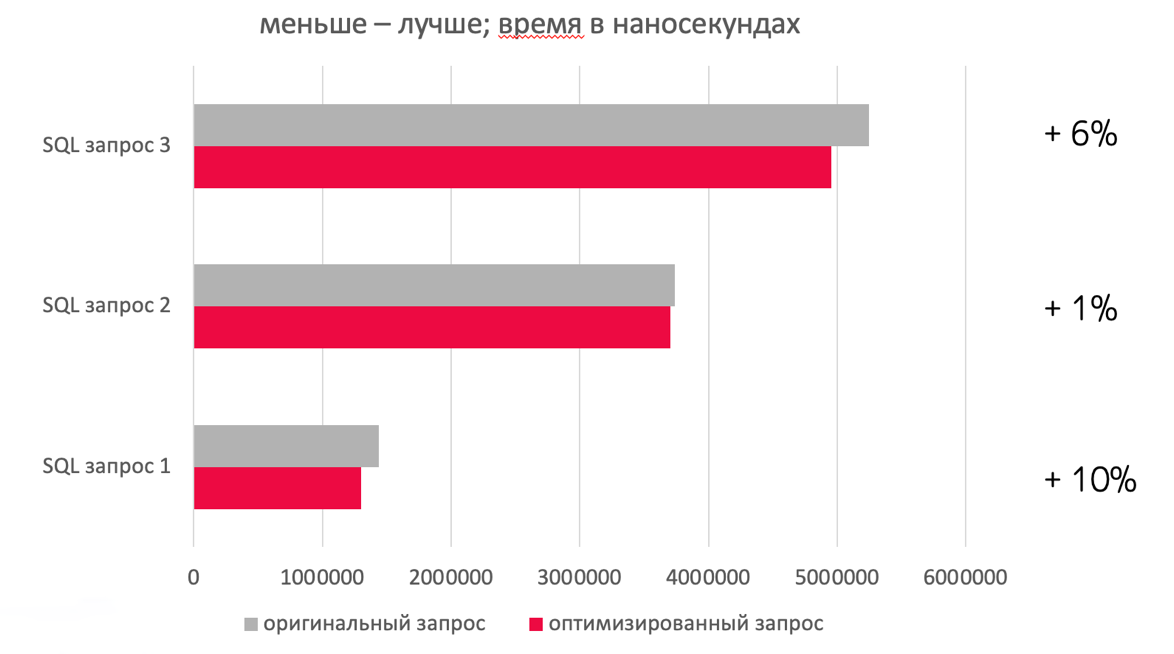 меньше – лучше; время в наносекундах
SQL запрос 3
+ 6%
SQL запрос 2
+ 1%
SQL запрос 1
+ 10%
0 1000000 2000000 3000000 4000000 5000000 6000000
оригинальный запрос оптимизированный запрос